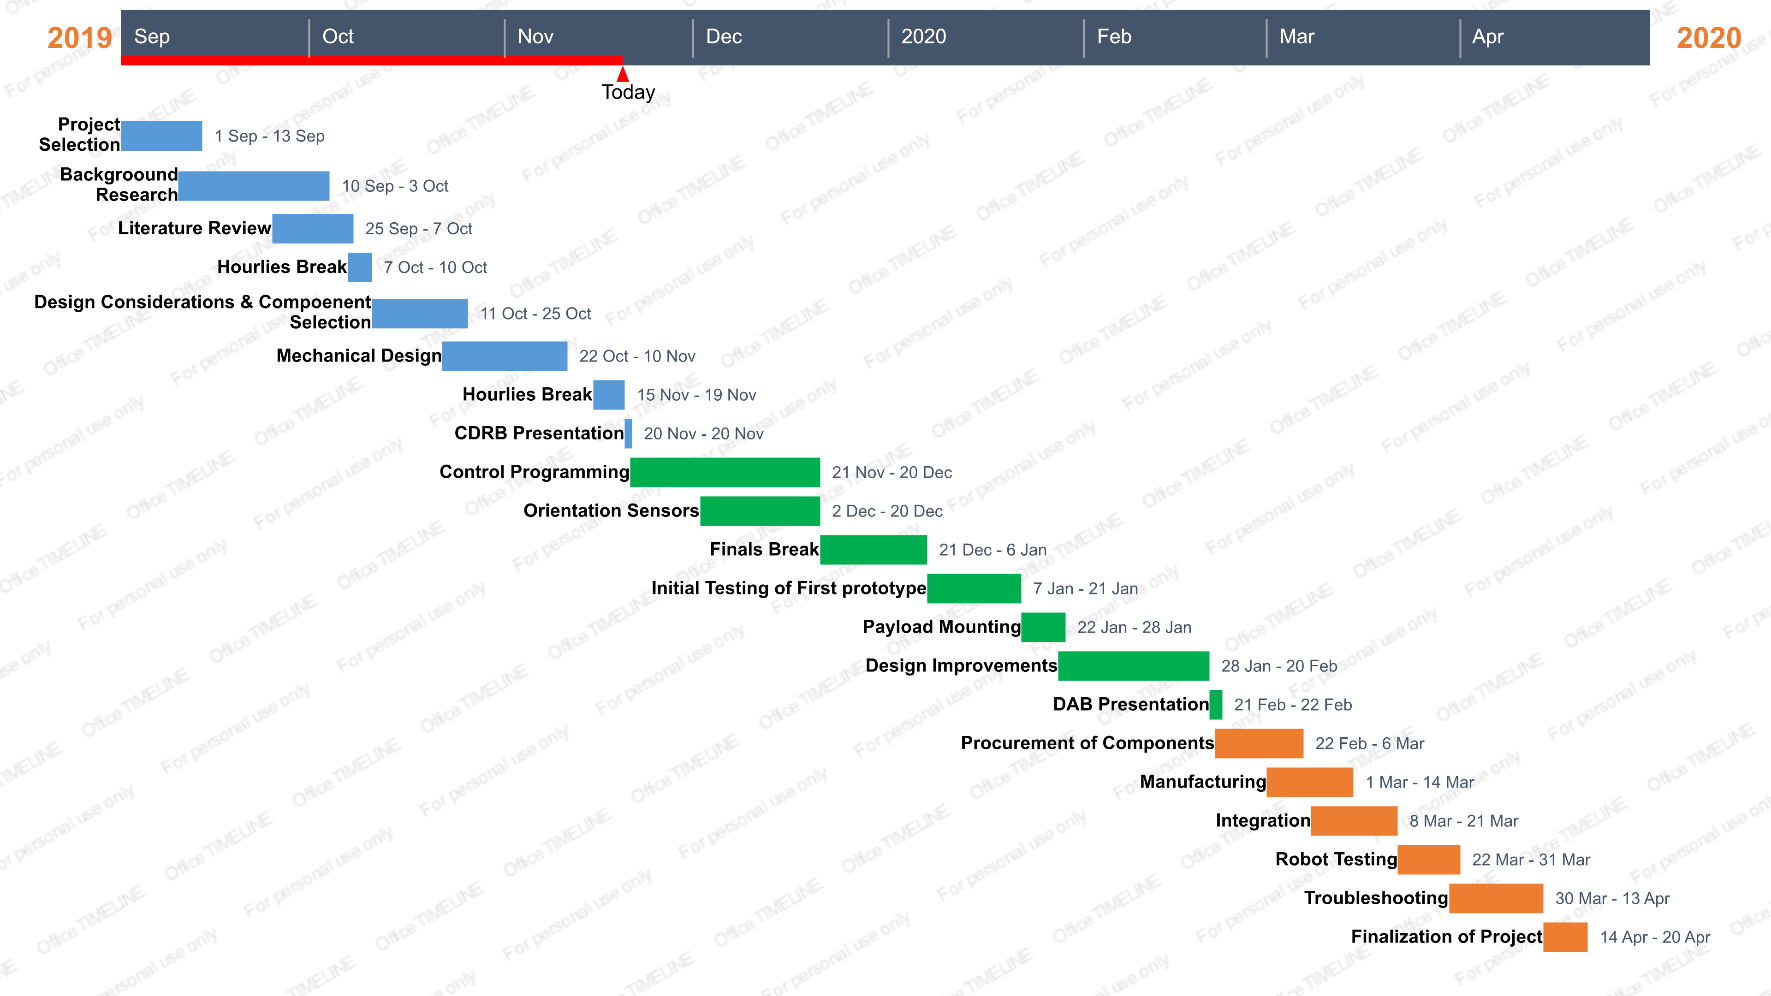 2019
Sep
Oct
Nov
Dec
2020
Feb
Mar
Apr
2020
Today
Project
Selection
1 Sep - 13 Sep
Backgroound
Research
10 Sep - 3 Oct
Literature Review
25 Sep - 7 Oct
Hourlies Break
7 Oct - 10 Oct
Design Considerations & Compoenent
Selection
11 Oct - 25 Oct
Mechanical Design
22 Oct - 10 Nov
Hourlies Break
15 Nov - 19 Nov
CDRB Presentation
20 Nov - 20 Nov
Control Programming
21 Nov - 20 Dec
Orientation Sensors
2 Dec - 20 Dec
Finals Break
21 Dec - 6 Jan
Initial Testing of First prototype
7 Jan - 21 Jan
Payload Mounting
22 Jan - 28 Jan
Design Improvements
28 Jan - 20 Feb
DAB Presentation
21 Feb - 22 Feb
Procurement of Components
22 Feb - 6 Mar
Manufacturing
1 Mar - 14 Mar
Integration
8 Mar - 21 Mar
Robot Testing
22 Mar - 31 Mar
Troubleshooting
30 Mar - 13 Apr
Finalization of Project
14 Apr - 20 Apr
Office TIMELINE
For personal use only